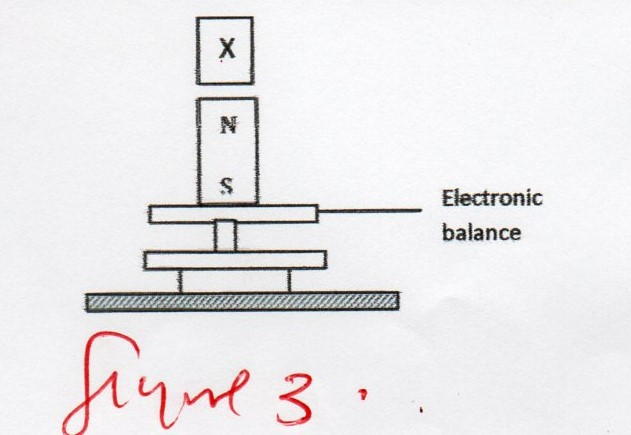 X
N
S
Electronic
balance
figure 3.